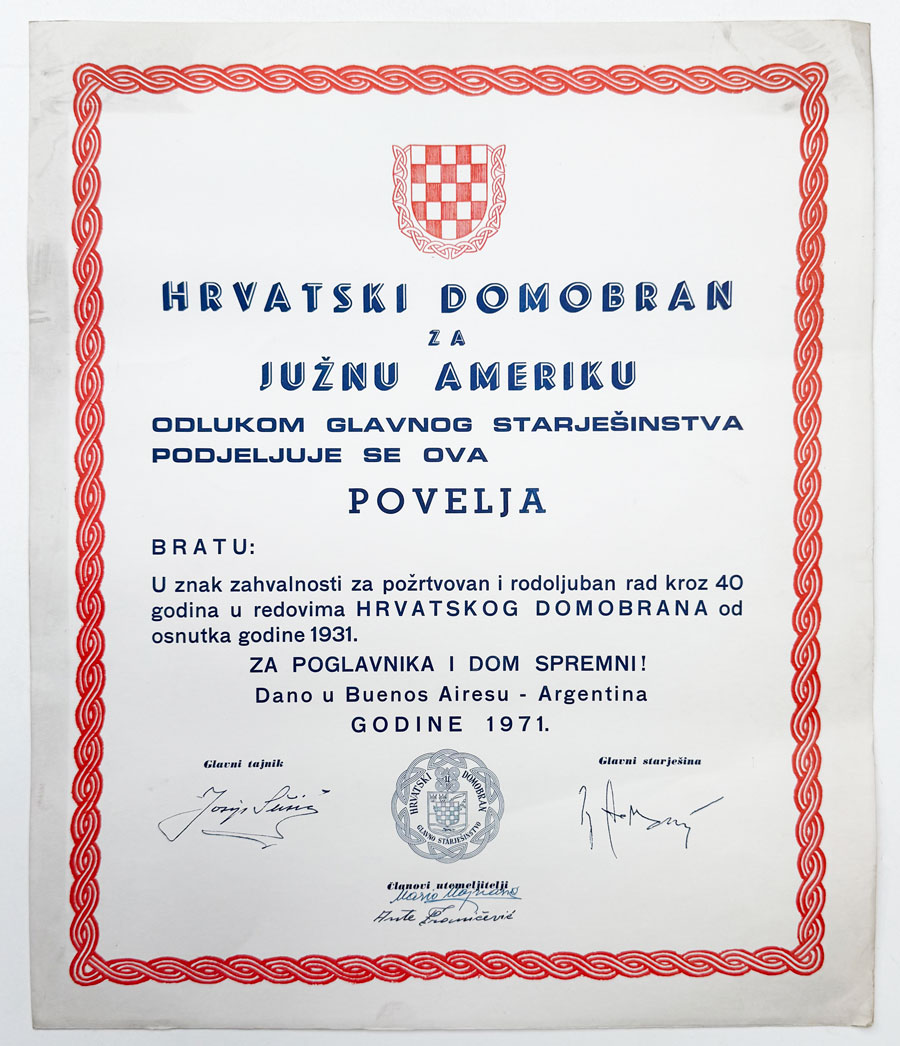 HRVATSKI DOMOBRAN
ZA
JUŽNU AMERIKU
ODLUKOM GLAVNOG STARJEŠINSTVA
PODJELJUJE SE OVA
POVELJA
BRATU:
U znak zahvalnosti za požrtvovan i rodoljuban rad kroz 40
godina u redovima HRVATSKOG DOMOBRANA od
osnutka godine 1931.
ZA POGLAVNIKA I DOM SPREMNI!
Dano u Buenos Airesu - Argentina
GODINE 1971.
Glavni tajnik
Glavni starješina
HRVATSKI DOMOBRAN
GLAVNO STARJEŠINSTVO
članovi utemeljitelji
Ante